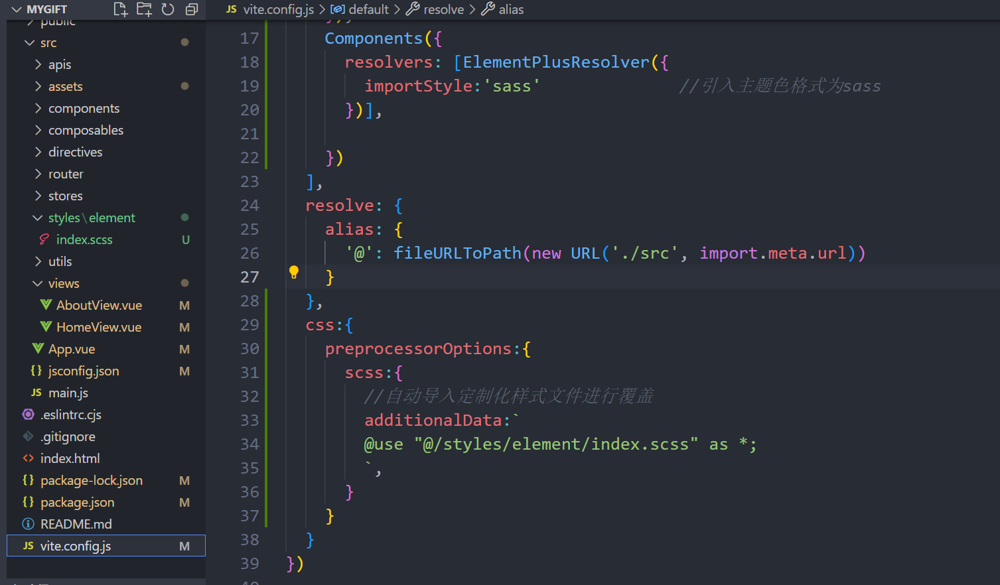 MYGIFT
public
src
apis
assets
components
composables
directives
router
stores
styles\element
index.scss U
utils
views
AboutView.vue M
HomeView.vue M
App.vue M
{} jsconfig.json M
JS main.js
.eslintrc.cjs
.gitignore
<> index.html
{} package-lock.json M
{} package.json M
README.md
JS vite.config.js M
JS vite.config.js > default > resolve > alias
17 Components({
18 resolvers: [ElementPlusResolver({
19 importStyle:'sass' //引入主题色格式为sass
20 })],
21
22 })
23 ],
24 resolve: {
25 alias: {
26 '@': fileURLToPath(new URL('./src', import.meta.url))
27 }
28 },
29 css:{
30 preprocessorOptions:{
31 scss:{
32 //自动导入定制化样式文件进行覆盖
33 additionalData:`
34 @use "@/styles/element/index.scss" as *;
35 `,
36 }
37 }
38 }
39 })